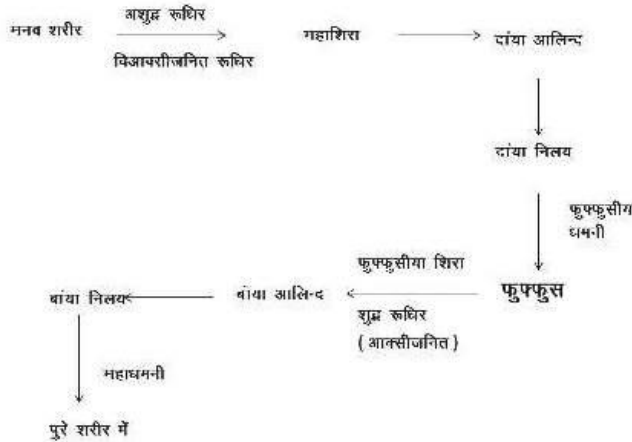 मनव शरीर
अशुद्ध रूधिर
विआक्सीजनित रूधिर
महाशिरा
दांया आलिन्द
दांया निलय
फुफ्फुसीय
धमनी
फुफ्फुस
फुफ्फुसीया शिरा
शुद्ध रूधिर
(आक्सीजनित)
बांया आलिन्द
बांया निलय
महाधमनी
पुरे शरीर में